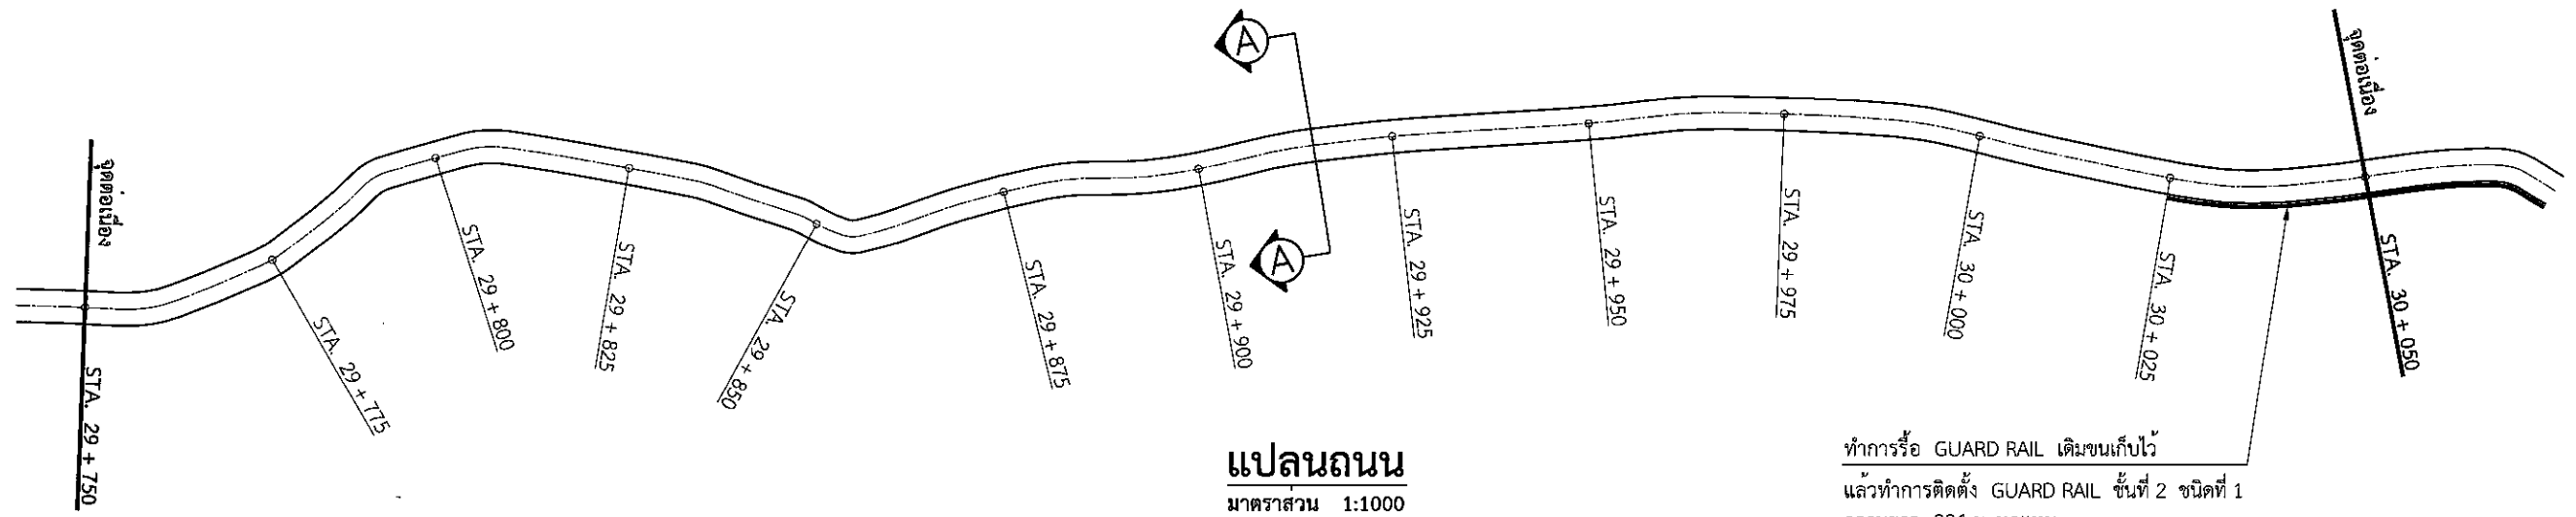 A
จุดต่อเนื่อง
จุดต่อเนื่อง
A
STA. 29 + 750
STA. 29 + 775
STA. 29 + 800
STA. 29 + 825
STA. 29 + 850
STA. 29 + 875
STA. 29 + 900
STA. 29 + 925
STA. 29 + 950
STA. 29 + 975
STA. 30 + 000
STA. 30 + 025
STA. 30 + 050
แปลนถนน
มาตราส่วน 1:1000
ทำการรื้อ GUARD RAIL เดิมขนเก็บไว้
แล้วทำการติดตั้ง GUARD RAIL ชั้นที่ 2 ชนิดที่ 1